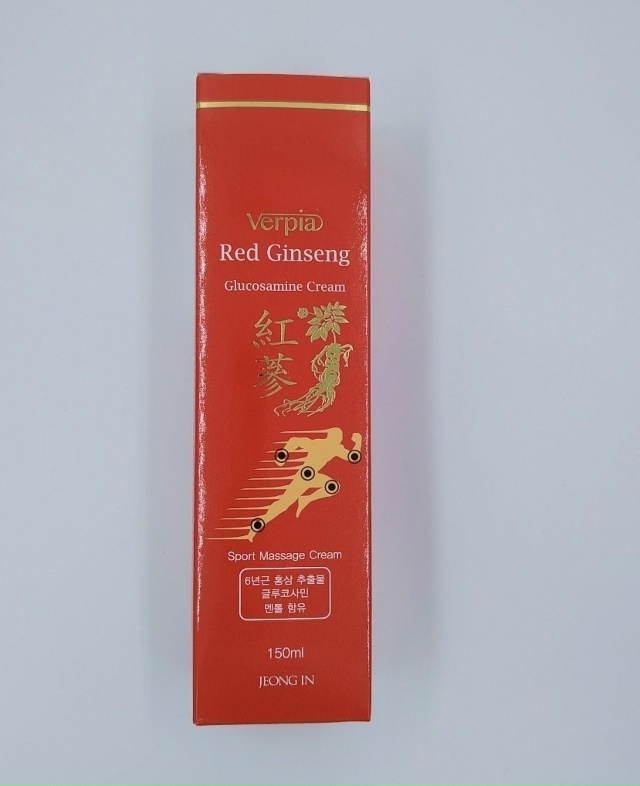 Verpia
Red Ginseng
Glucosamine Cream
紅
蔘
Sport Massage Cream
6년근 홍삼 추출물
글루코사민
멘톨 함유
150ml
JEONG IN